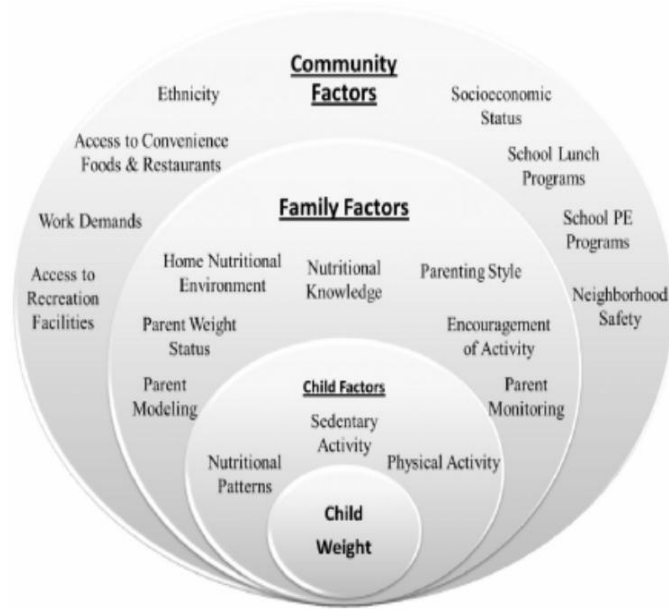 Community
Factors
Ethnicity
Socioeconomic
Status
Access to Convenience
Foods & Restaurants
School Lunch
Programs
Work Demands
School PE
Programs
Access to
Recreation
Facilities
Neighborhood
Safety
Family Factors
Home Nutritional
Environment
Nutritional
Knowledge
Parenting Style
Parent Weight
Status
Encouragement
of Activity
Parent
Modeling
Parent
Monitoring
Child Factors
Sedentary
Activity
Nutritional
Patterns
Physical Activity
Child
Weight